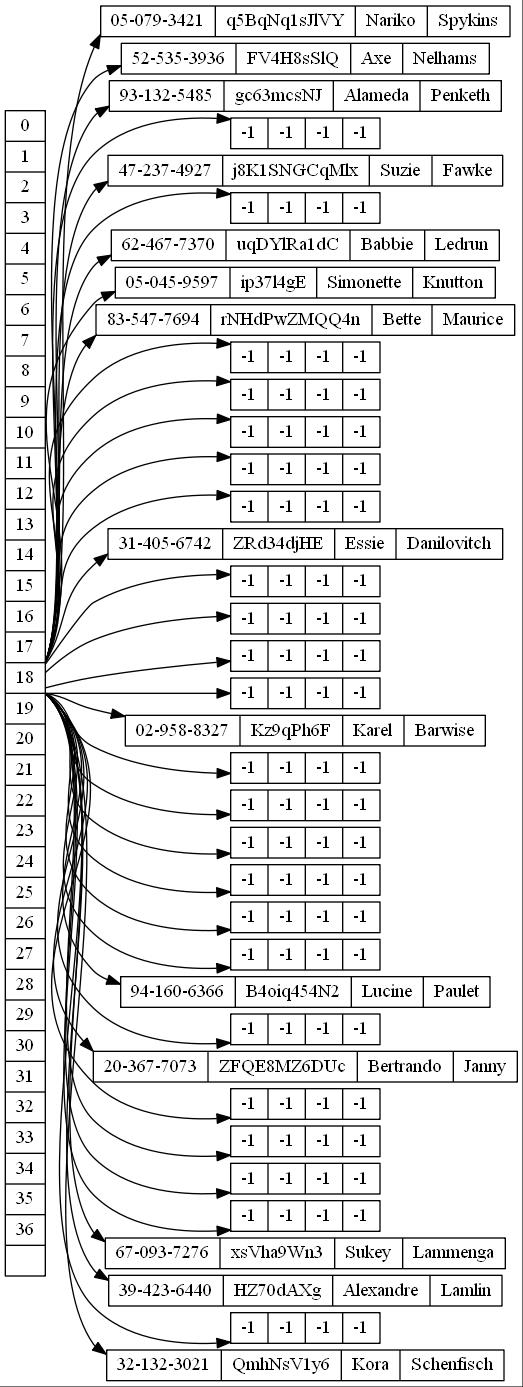 05-079-3421 q5BqNq1sJlVY Nariko Spykins
52-535-3936 FV4H8sSlQ Axe Nelhams
93-132-5485 gc63mcsNJ Alameda Penketh
0
-1 -1 -1 -1
1
47-237-4927 j8K1SNGCqMlx Suzie Fawke
2
-1 -1 -1 -1
3
62-467-7370 uqDYlRa1dC Babbie Ledrun
4
05-045-9597 ip37l4gE Simonette Knutton
5
6
83-547-7694 rNHdPwZMQQ4n Bette Maurice
7
-1 -1 -1 -1
8
-1 -1 -1 -1
9
10
-1 -1 -1 -1
11
-1 -1 -1 -1
12
-1 -1 -1 -1
13
14
31-405-6742 ZRd34djHE Essie Danilovitch
15
-1 -1 -1 -1
16
-1 -1 -1 -1
17
-1 -1 -1 -1
18
-1 -1 -1 -1
19
02-958-8327 Kz9qPh6F Karel Barwise
20
21
-1 -1 -1 -1
22
-1 -1 -1 -1
23
-1 -1 -1 -1
24
-1 -1 -1 -1
25
-1 -1 -1 -1
26
27
-1 -1 -1 -1
28
94-160-6366 B4oiq454N2 Lucine Paulet
29
-1 -1 -1 -1
30
20-367-7073 ZFQE8MZ6DUc Bertrando Janny
31
32
-1 -1 -1 -1
33
-1 -1 -1 -1
34
-1 -1 -1 -1
35
-1 -1 -1 -1
36
67-093-7276 xsVha9Wn3 Sukey Lammenga
39-423-6440 HZ70dAXg Alexandre Lamlin
-1 -1 -1 -1
32-132-3021 QmhNsV1y6 Kora Schenfisch